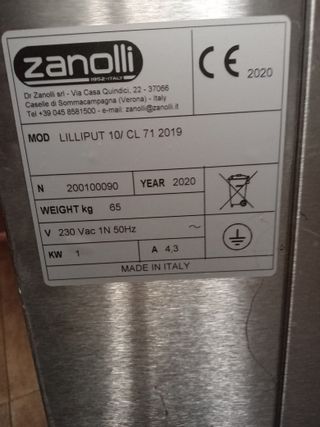 zanolli
1952-ITALY
CE 2020
Dr Zanolli srl - Via Casa Quindici, 22 - 37066
Caselle di Sommacampagna (Verona) - Italy
Tel +39 045 8581500 - e-mail: zanolli@zanolli.it
MOD LILLIPUT 10/ CL 71 2019
N 200100090 YEAR 2020
WEIGHT kg 65
V 230 Vac 1N 50Hz ~
KW 1 A 4,3
MADE IN ITALY